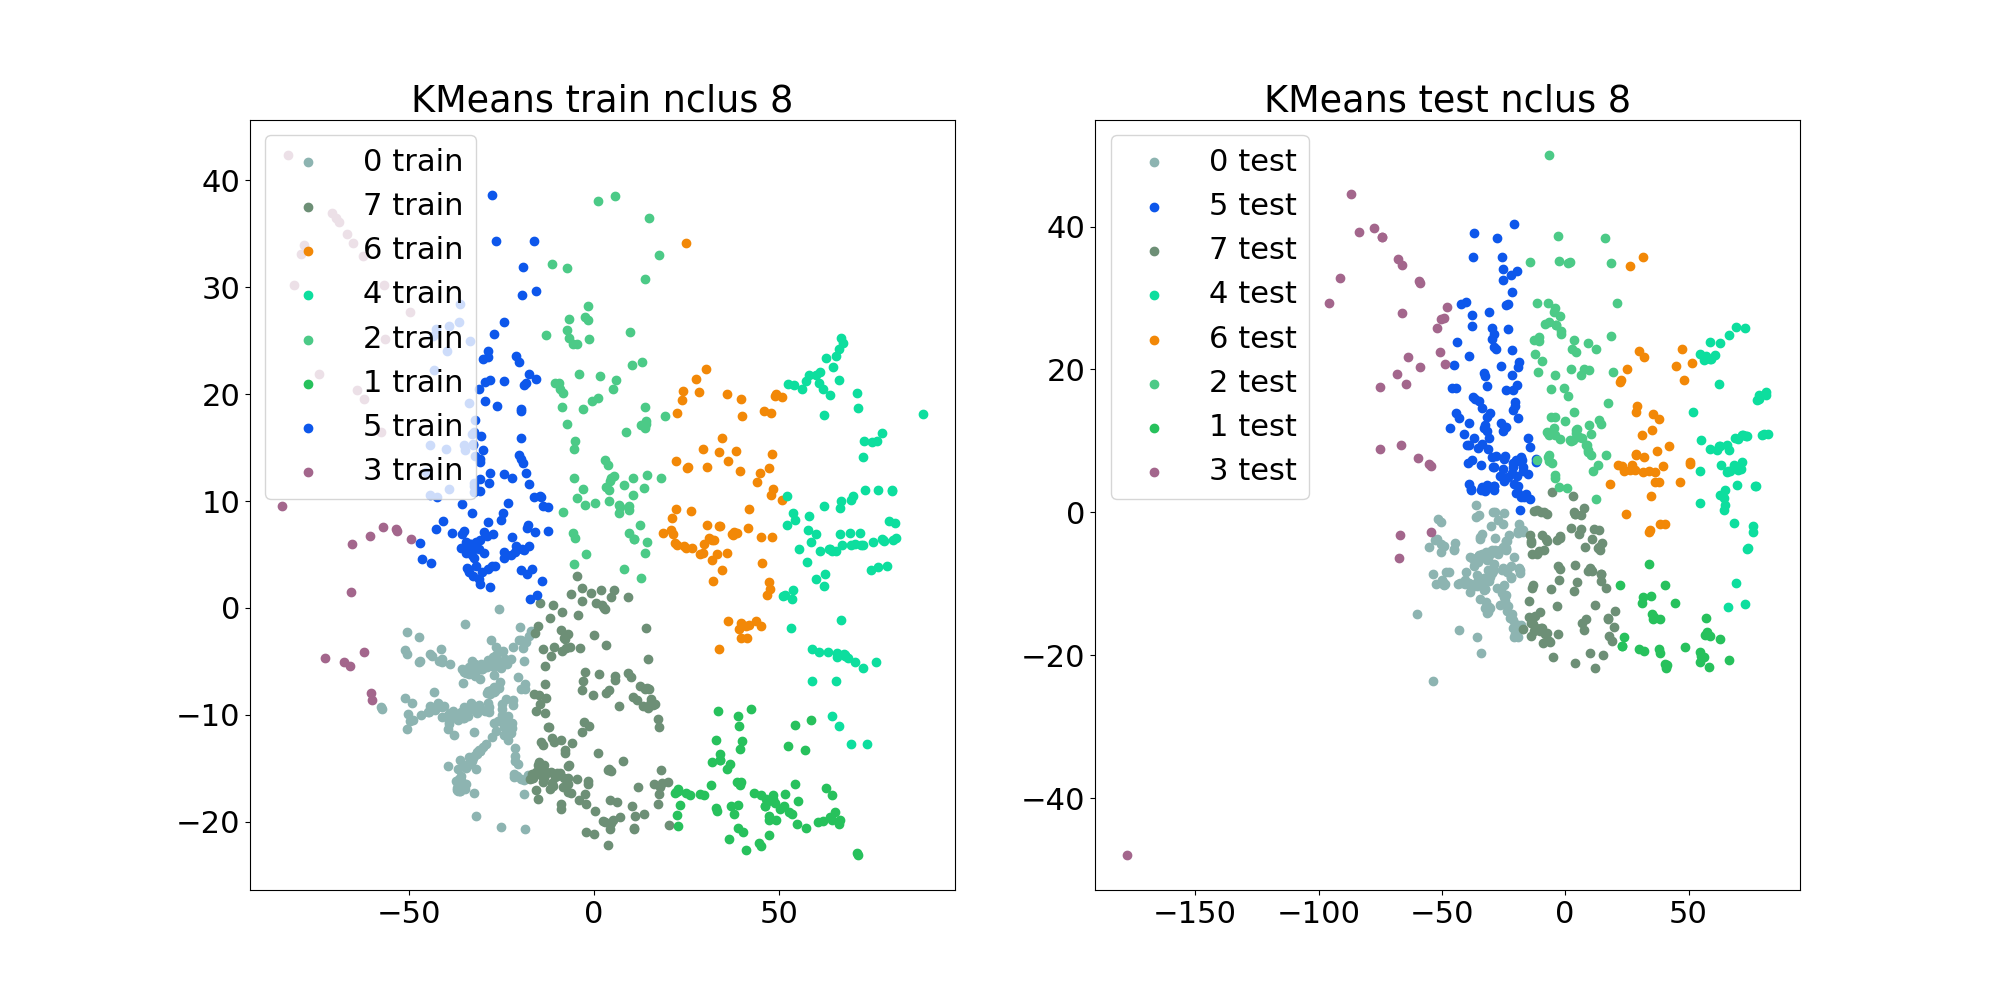 KMeans train nclus 8
40
30
20
10
0
−10
−20
−50
0
50
0 train
7 train
6 train
4 train
2 train
1 train
5 train
3 train
KMeans test nclus 8
40
20
0
−20
−40
−150
−100
−50
0
50
0 test
5 test
7 test
4 test
6 test
2 test
1 test
3 test